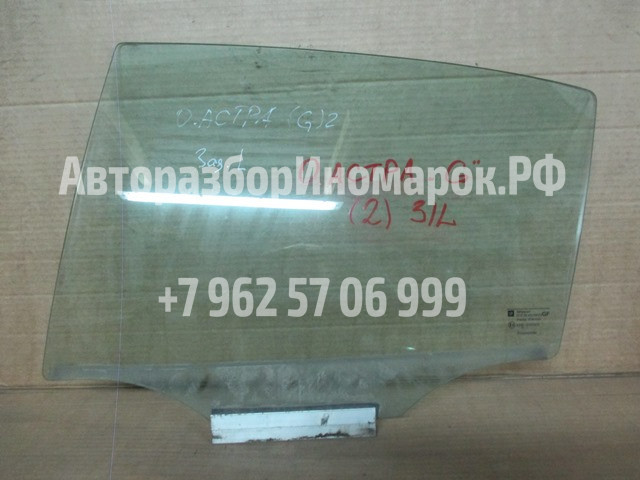 O.АСТРА (G)2
Зад L
АвторазборИномарок.РФ
О.АСТРА "G"
(2) З/L
+7 962 57 06 999